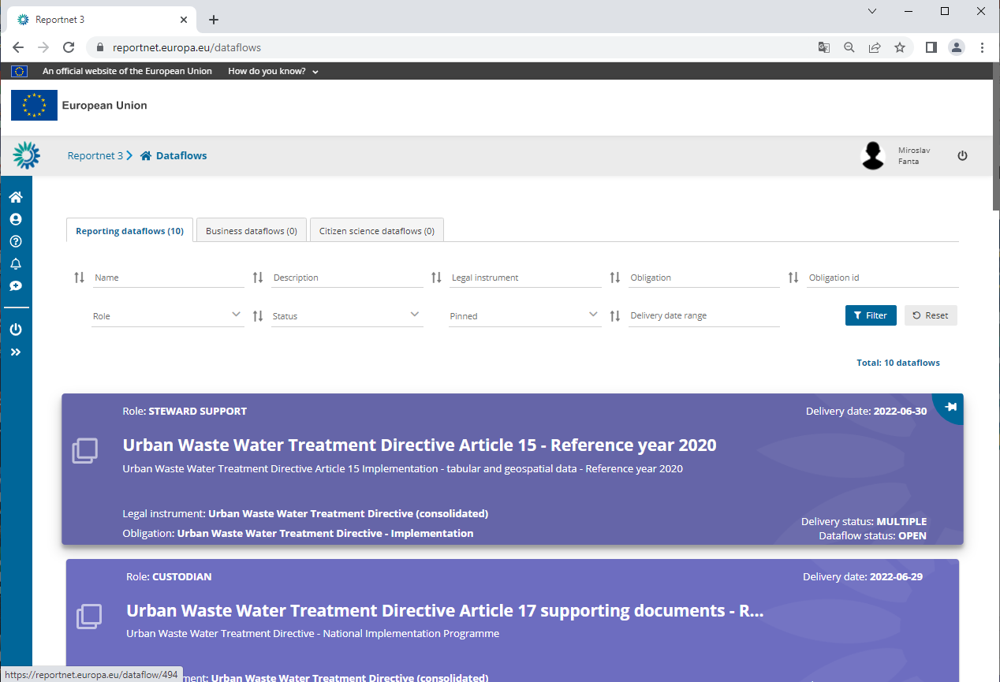 Reportnet 3
reportnet.europa.eu/dataflows
An official website of the European Union How do you know?
European Union
Reportnet 3 Dataflows
Miroslav
Fanta
Reporting dataflows (10) Business dataflows (0) Citizen science dataflows (0)
Name Description Legal instrument Obligation Obligation id
Role Status Pinned Delivery date range Filter Reset
Total: 10 dataflows
Role: STEWARD SUPPORT Delivery date: 2022-06-30
Urban Waste Water Treatment Directive Article 15 - Reference year 2020
Urban Waste Water Treatment Directive Article 15 Implementation - tabular and geospatial data - Reference year 2020
Legal instrument: Urban Waste Water Treatment Directive (consolidated)
Delivery status: MULTIPLE
Obligation: Urban Waste Water Treatment Directive - Implementation
Dataflow status: OPEN
Role: CUSTODIAN Delivery date: 2022-06-29
Urban Waste Water Treatment Directive Article 17 supporting documents - R...
Urban Waste Water Treatment Directive - National Implementation Programme
https://reportnet.europa.eu/dataflow/494
ment: Urban Waste Water Treatment Directive (consolidated)